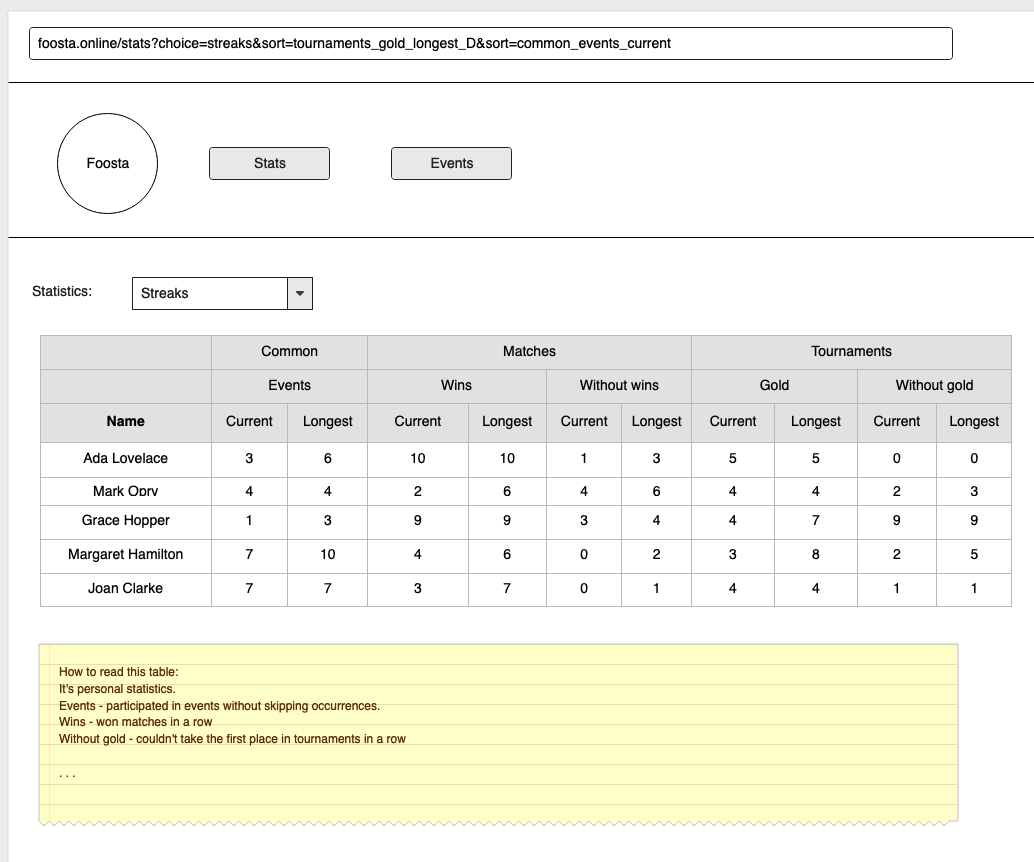 foosta.online/stats?choice=streaks&sort=tournaments_gold_longest_D&sort=common_events_current
Foosta Stats Events
Statistics: Streaks
Common Matches Tournaments
Events Wins Without wins Gold Without gold
Name Current Longest Current Longest Current Longest Current Longest Current Longest
Ada Lovelace 3 6 10 10 1 3 5 5 0 0
Mark Opry 4 4 2 6 4 6 4 4 2 3
Grace Hopper 1 3 9 9 3 4 4 7 9 9
Margaret Hamilton 7 10 4 6 0 2 3 8 2 5
Joan Clarke 7 7 3 7 0 1 4 4 1 1
How to read this table:
It's personal statistics.
Events - participated in events without skipping occurrences.
Wins - won matches in a row
Without gold - couldn't take the first place in tournaments in a row
. . .